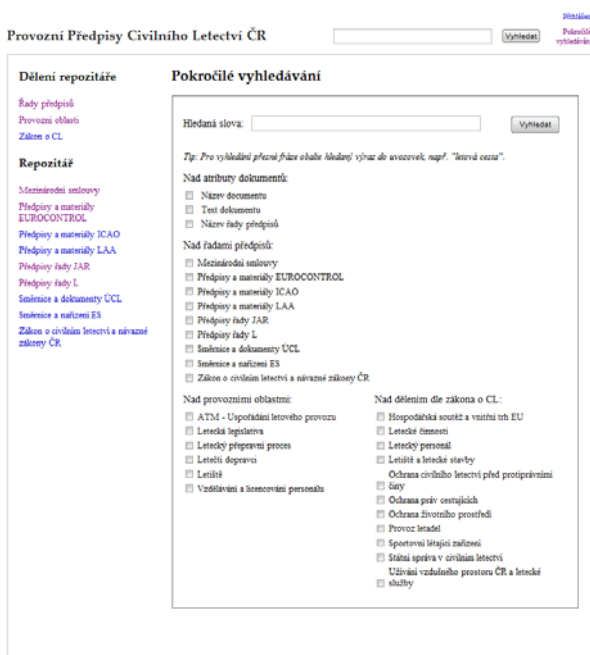 Přihlášení
Provozní Předpisy Civilního Letectví ČR
Vyhledat
Pokročilé
vyhledávání
Dělení repozitáře
Řady předpisů
Provozní oblasti
Zákon o CL
Repozitář
Mezinárodní smlouvy
Předpisy a materiály
EUROCONTROL
Předpisy a materiály ICAO
Předpisy a materiály LAA
Předpisy řady JAR
Předpisy řady L
Směrnice a dokumenty ÚCL
Směrnice a nařízení ES
Zákon o civilním letectví a návazné
zákony ČR
Pokročilé vyhledávání
Hledaná slova:
Vyhledat
Tip: Pro vyhledání přesné fráze obalte hledaný výraz do uvozovek, např. "letová cesta".
Nad atributy dokumentů:
Název documentu
Text dokumentu
Název řady předpisů
Nad řadami předpisů:
Mezinárodní smlouvy
Předpisy a materiály EUROCONTROL
Předpisy a materiály ICAO
Předpisy a materiály LAA
Předpisy řady JAR
Předpisy řady L
Směrnice a dokumenty ÚCL
Směrnice a nařízení ES
Zákon o civilním letectví a návazné zákony ČR
Nad provozními oblastmi:
ATM - Uspořádání letového provozu
Letecká legislativa
Letecký přepravní proces
Letečtí dopravci
Letiště
Vzdělávání a licencování personálu
Nad dělením dle zákona o CL:
Hospodářská soutěž a vnitřní trh EU
Letecké činnosti
Letecký personál
Letiště a letecké stavby
Ochrana civilního letectví před protiprávními
činy
Ochrana práv cestujících
Ochrana životního prostředí
Provoz letadel
Sportovní létající zařízení
Státní správa v civilním letectví
Užívání vzdušného prostoru ČR a letecké
služby